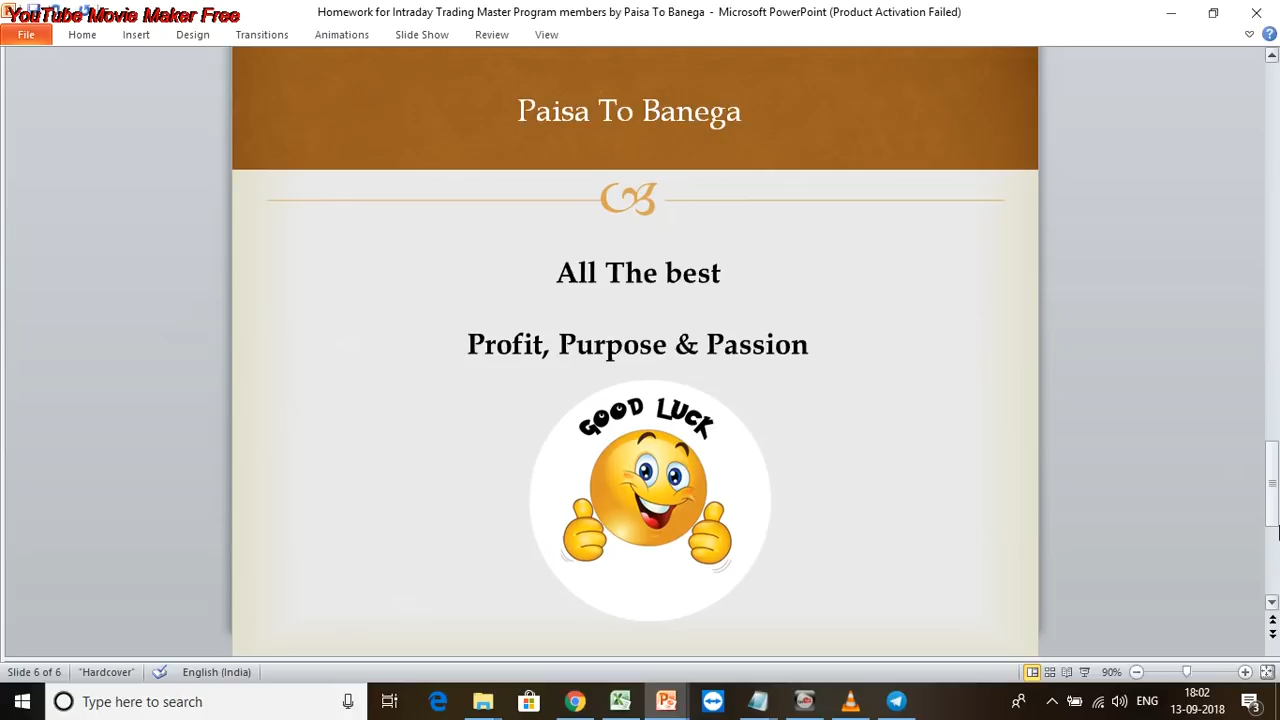 YouTube Movie Maker Free
Homework for Intraday Trading Master Program members by Paisa To Banega - Microsoft PowerPoint (Product Activation Failed)
File Home Insert Design Transitions Animations Slide Show Review View
Paisa To Banega
All The best
Profit, Purpose & Passion
GOOD LUCK
Slide 6 of 6 "Hardcover" English (India) 90%
Type here to search
ENG
18:02
13-09-2018
3